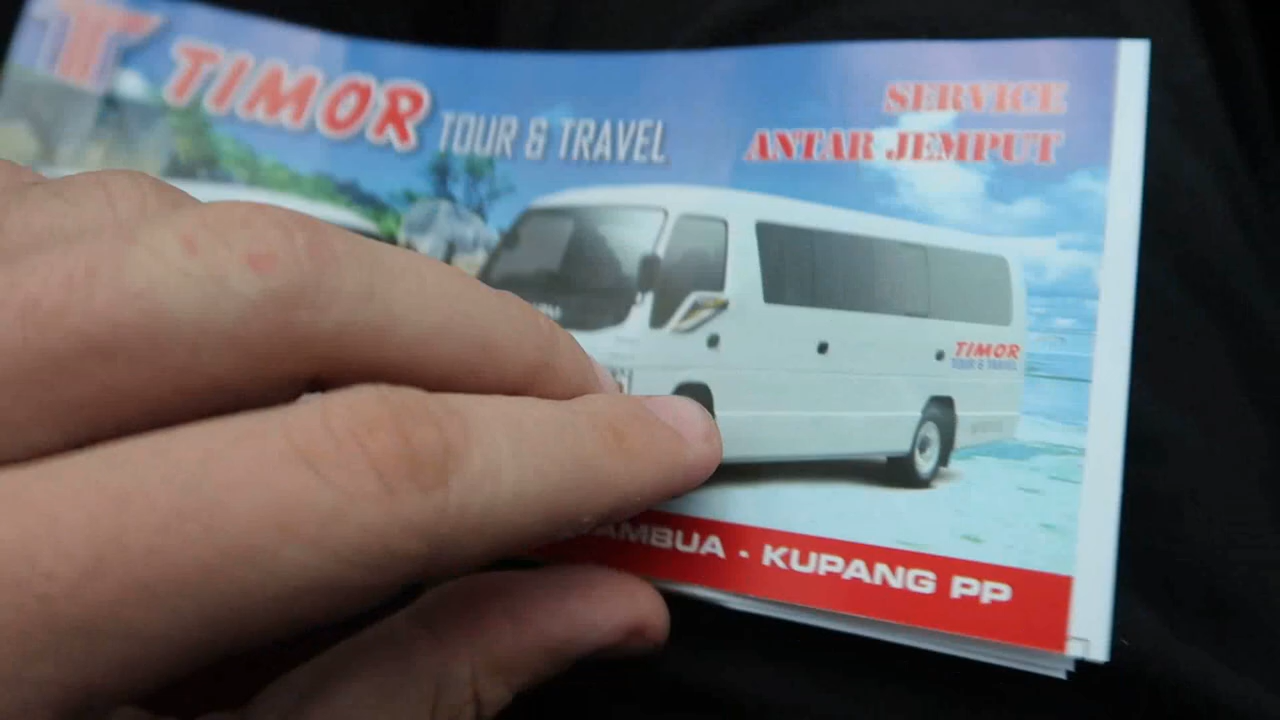 TIMOR TOUR & TRAVEL
SERVICE
ANTAR JEMPUT
TIMOR
TOUR & TRAVEL
AMBUA - KUPANG PP